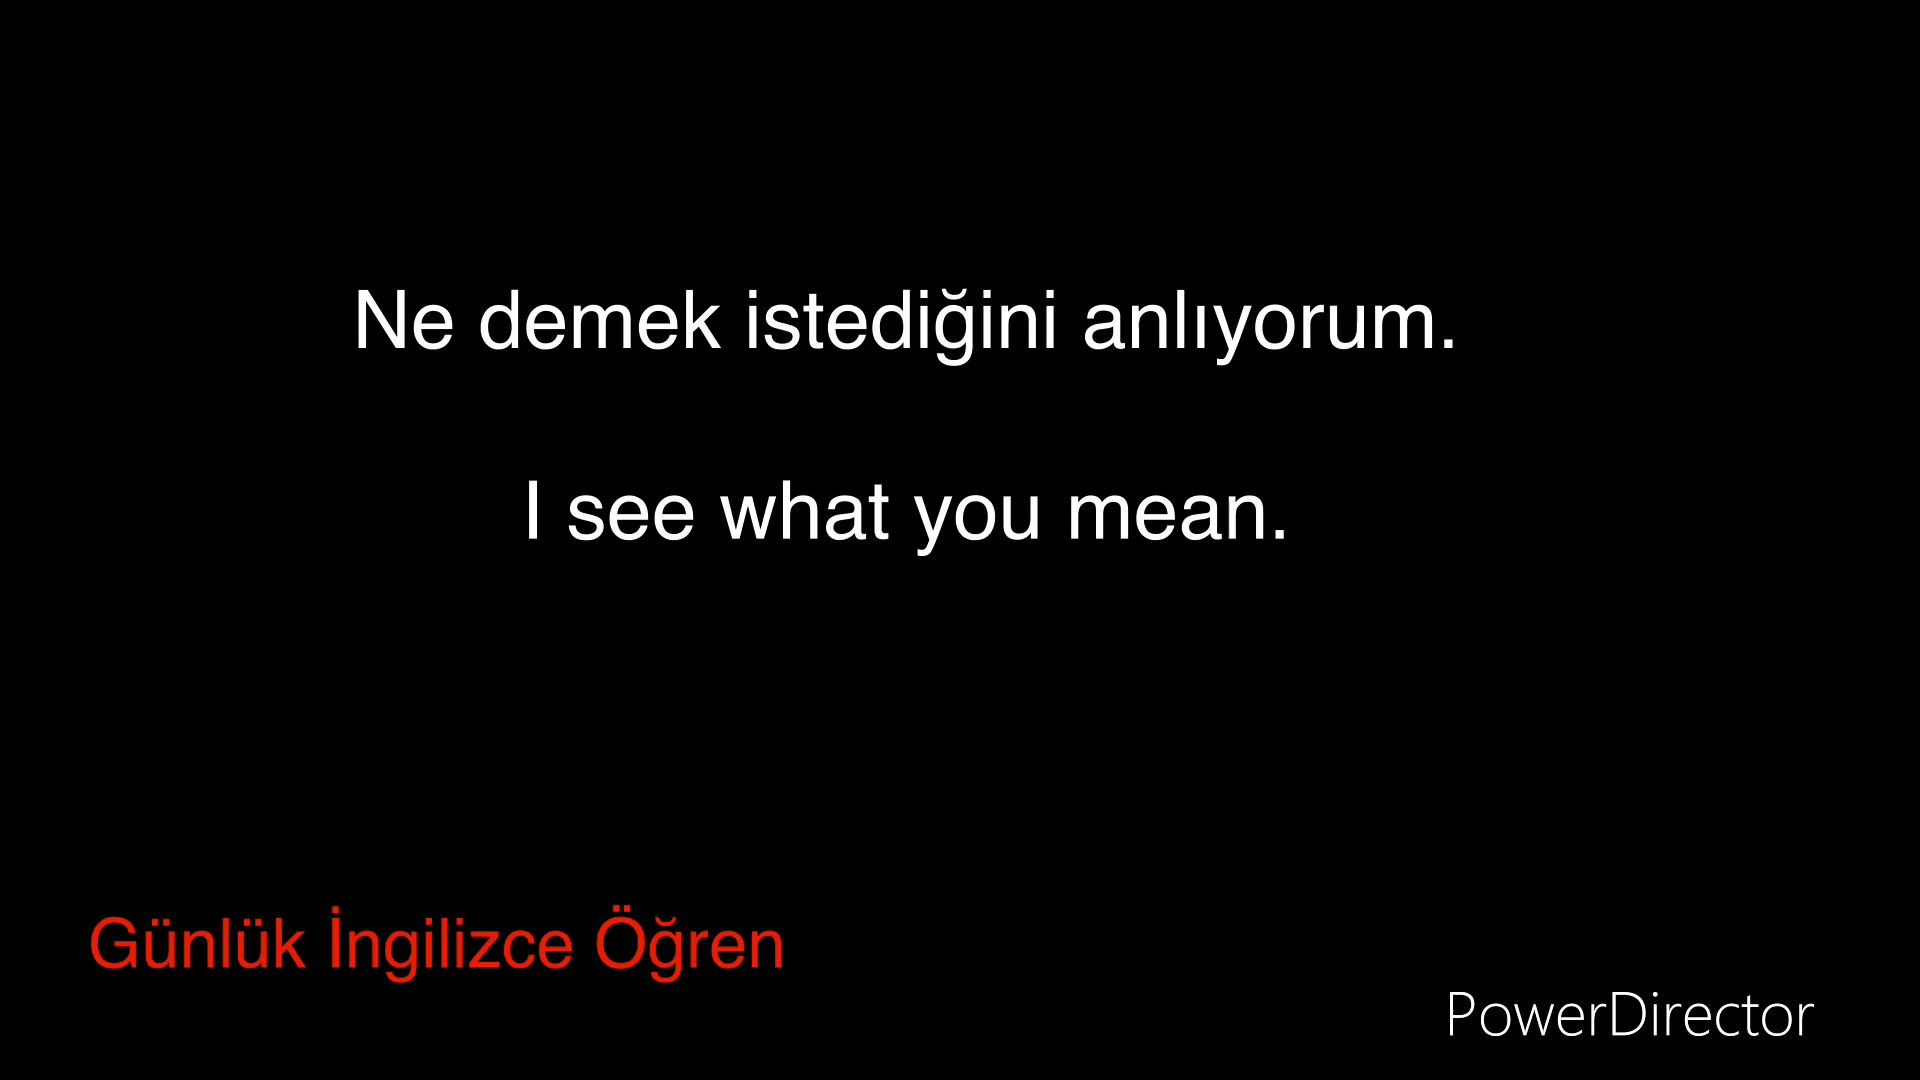 Ne demek istediğini anlıyorum.
I see what you mean.
Günlük İngilizce Öğren
PowerDirector